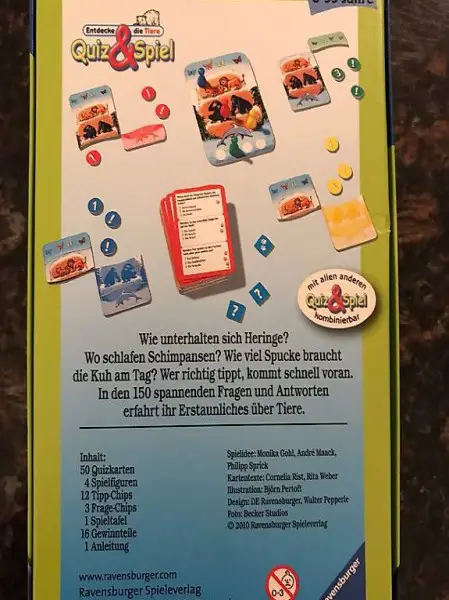 Entdecke die Tiere
Quiz&Spiel
mit allen anderen
Quiz&Spiel
kombinierbar
Wie unterhalten sich Heringe?
Wo schlafen Schimpansen? Wie viel Spucke braucht
die Kuh am Tag? Wer richtig tippt, kommt schnell voran.
In den 150 spannenden Fragen und Antworten
erfahrt ihr Erstaunliches über Tiere.
Inhalt:
50 Quizkarten
4 Spielfiguren
12 Tipp-Chips
3 Frage-Chips
1 Spieltafel
16 Gewinnteile
1 Anleitung
Spielidee: Monika Gohl, André Maack,
Philipp Sprick
Kartentexte: Cornelia Rist, Rita Weber
Illustration: Björn Pertoft
Design: DE Ravensburger, Walter Pepperle
Foto: Becker Studios
© 2010 Ravensburger Spieleverlag
www.ravensburger.com
Ravensburger Spieleverlag
0-3
Ravensburger